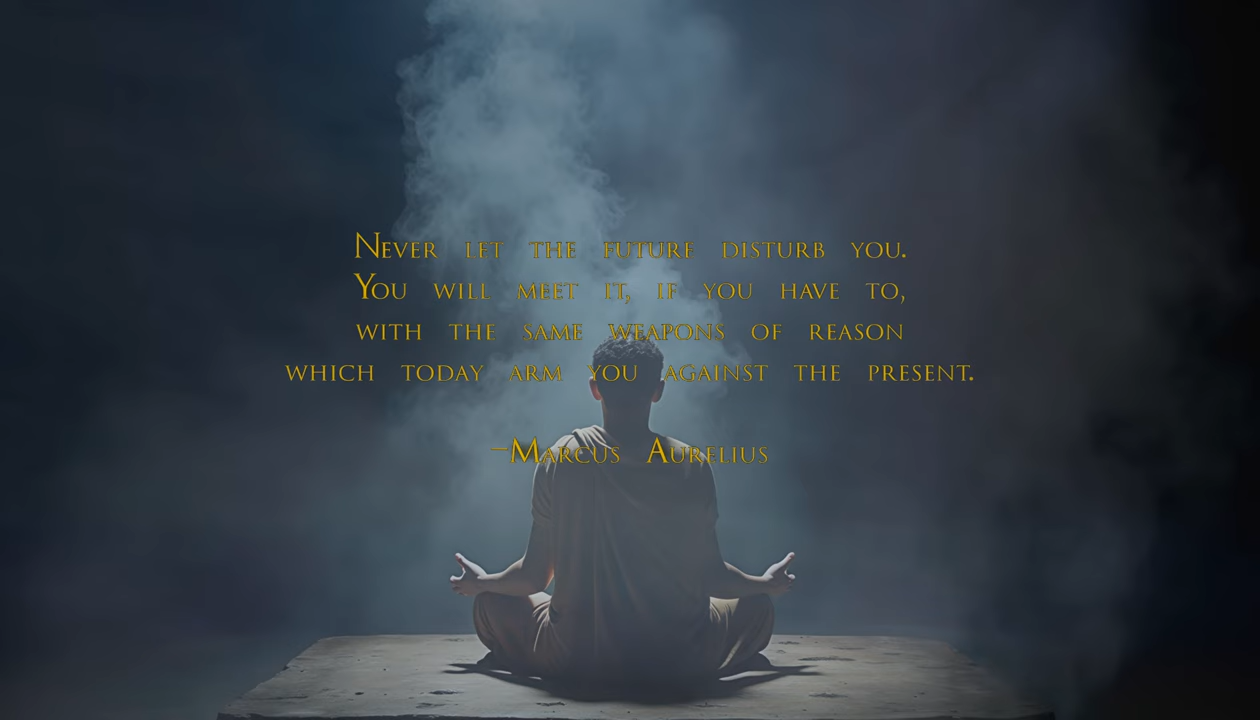 Never let the future disturb you.
You will meet it, if you have to,
with the same weapons of reason
which today arm you against the present.
–Marcus Aurelius